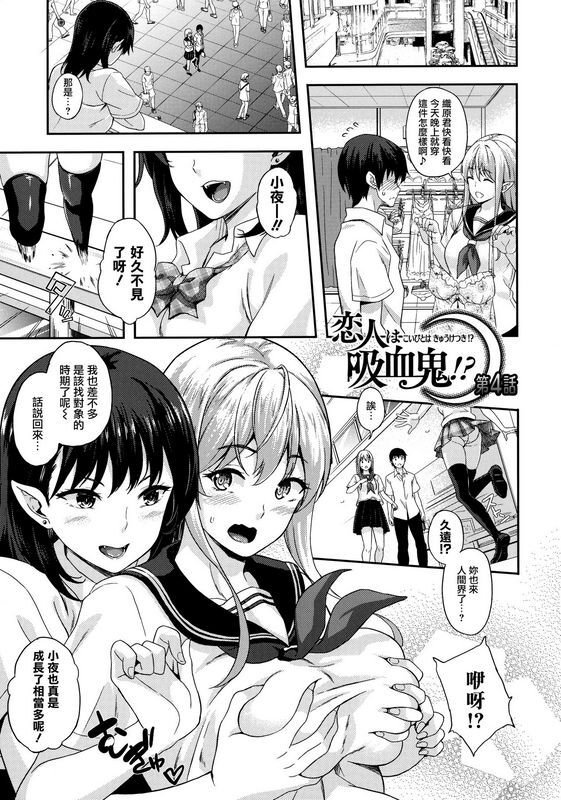 織原君快看快看
今天晚上就穿
這件怎麼樣啊♪
那是…?
小夜—!!
好久不見
了呀!
恋人は
こいびとは きゅうけつき!?
吸血鬼!?
第4話
誒…
久遠!?
妳也來
人間界了…?
我也差不多
是該找對象的
時期了呢～
話說回來…
咿呀!?
小夜也真是
成長了相當多呢